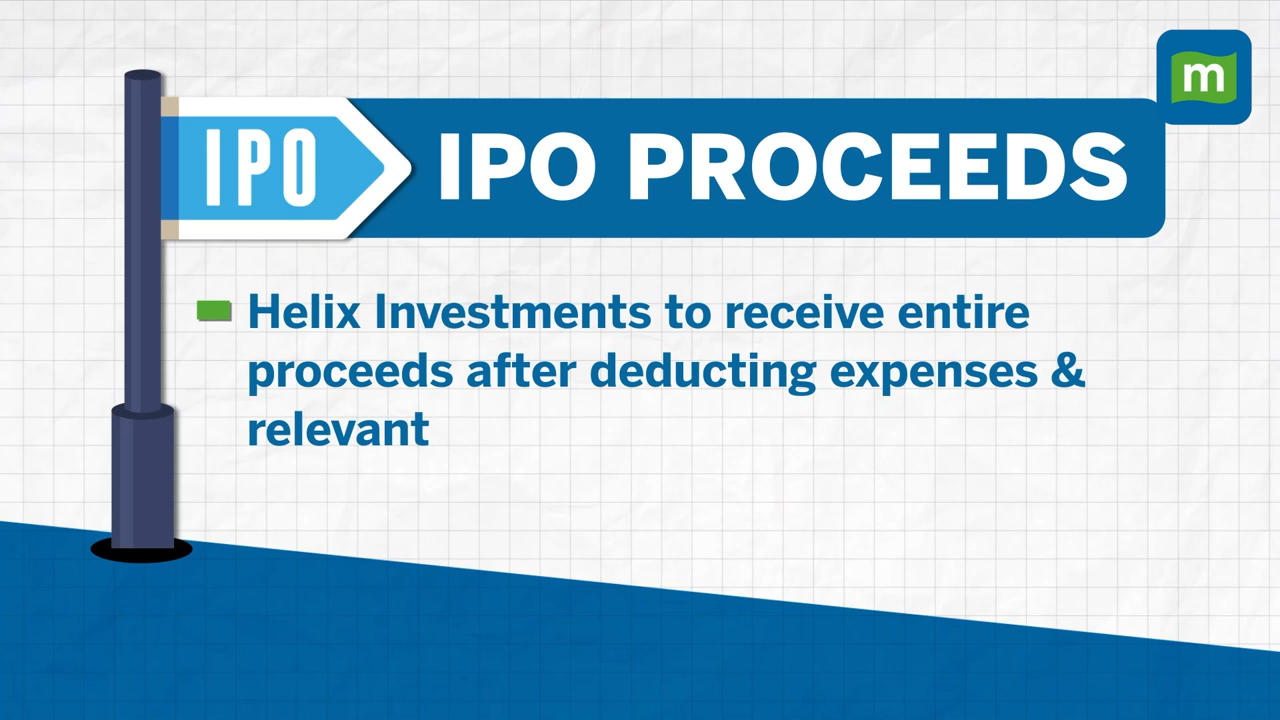 m
IPO
IPO PROCEEDS
Helix Investments to receive entire
proceeds after deducting expenses &
relevant